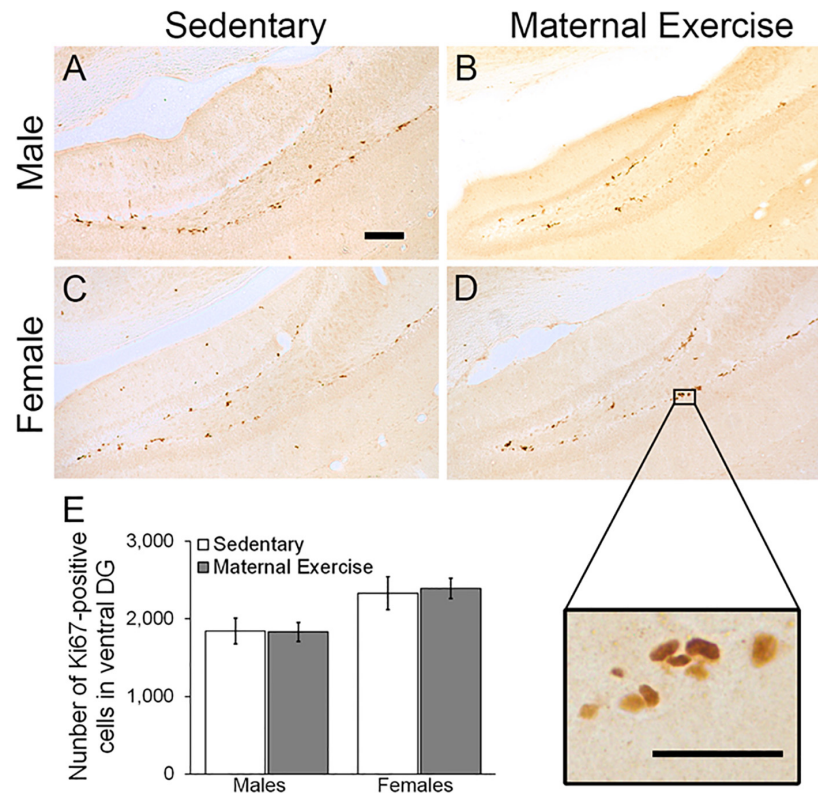 Sedentary
Maternal Exercise
Male
A
B
Female
C
D
E
Nunber of Ki67-positive
cells in ventral DG
3,000
2,000
1,000
0
Sedentary
Maternal Exercise
Males
Females